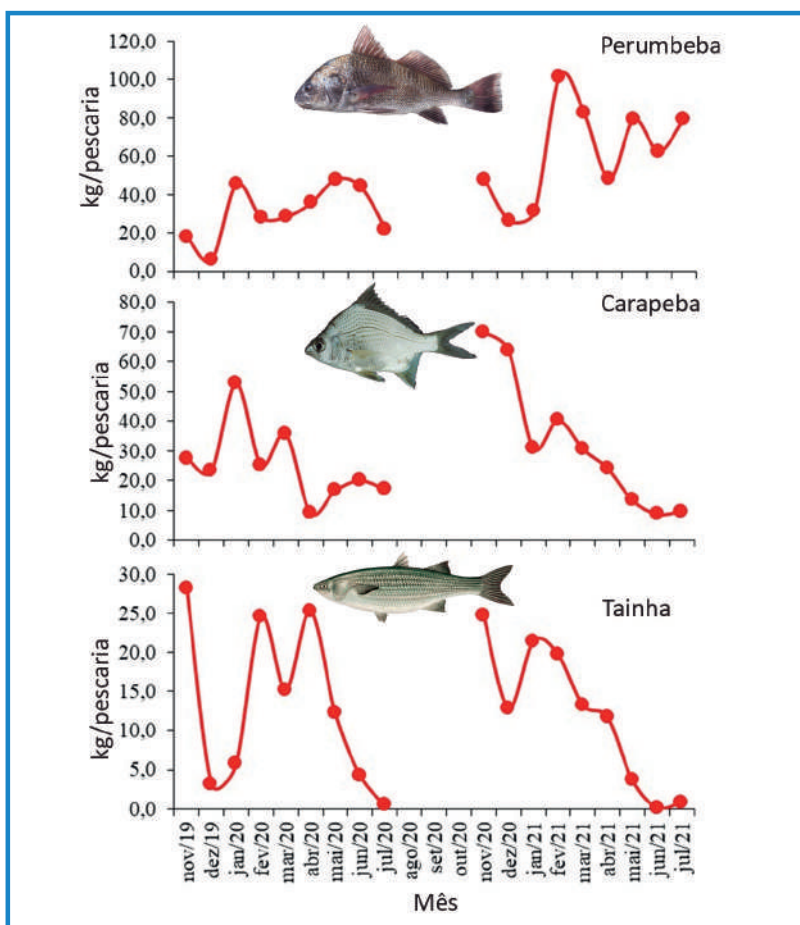 Perumbeba
kg/pescaria
120,0
100,0
80,0
60,0
40,0
20,0
0,0
Carapeba
kg/pescaria
80,0
70,0
60,0
50,0
40,0
30,0
20,0
10,0
0,0
Tainha
kg/pescaria
30,0
25,0
20,0
15,0
10,0
5,0
0,0
nov/19
dez/19
jan/20
fev/20
mar/20
abr/20
mai/20
jun/20
jul/20
ago/20
set/20
out/20
nov/20
dez/20
jan/21
fev/21
mar/21
abr/21
mai/21
jun/21
jul/21
Mês